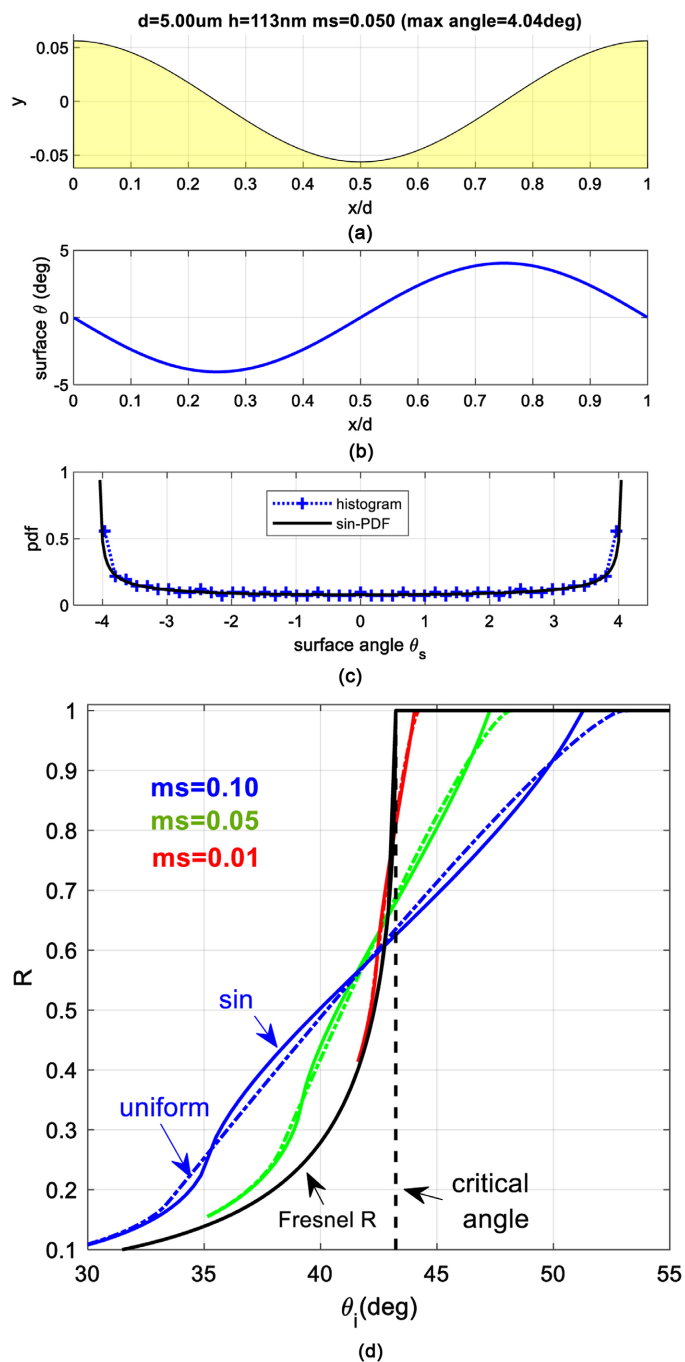 d=5.00um h=113nm ms=0.050 (max angle=4.04deg)
0.05
0
-0.05
y
0 0.1 0.2 0.3 0.4 0.5 0.6 0.7 0.8 0.9 1
x/d
(a)
5
0
-5
surface θ (deg)
0 0.1 0.2 0.3 0.4 0.5 0.6 0.7 0.8 0.9 1
x/d
(b)
1
0.5
0
pdf
histogram
sin-PDF
-4 -3 -2 -1 0 1 2 3 4
surface angle θs
(c)
1
0.9
0.8
0.7
0.6
0.5
0.4
0.3
0.2
0.1
R
ms=0.10
ms=0.05
ms=0.01
sin
uniform
Fresnel R
critical
angle
30 35 40 45 50 55
θi(deg)
(d)